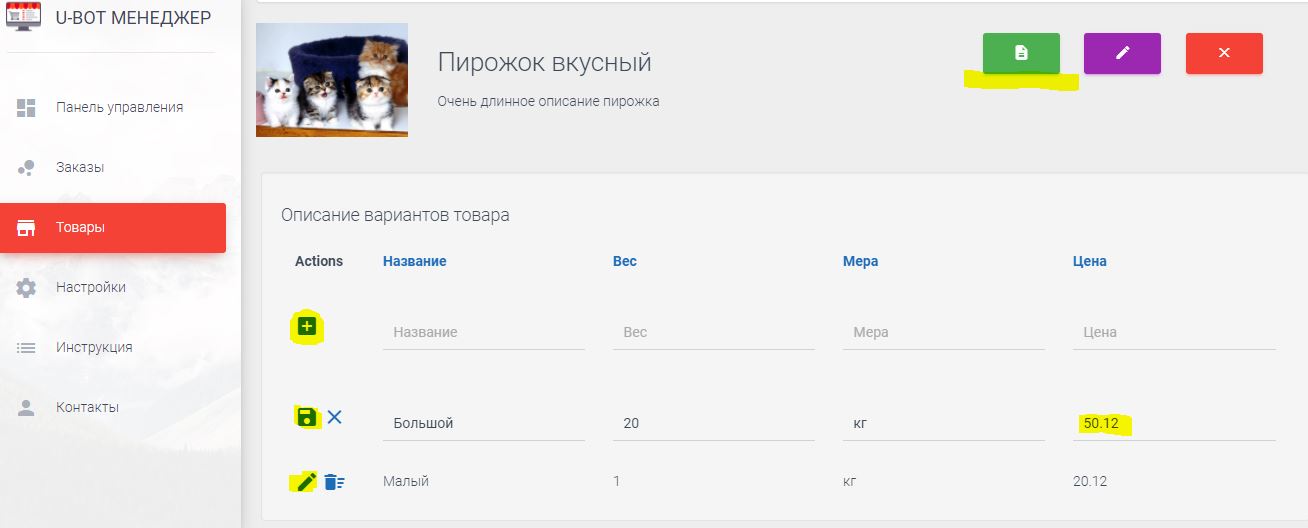 U-BOT МЕНЕДЖЕР
Панель управления
Заказы
Товары
Настройки
Инструкция
Контакты
Пирожок вкусный
Очень длинное описание пирожка
Описание вариантов товара
Actions Название Вес Мера Цена
Название Вес Мера Цена
Большой 20 кг 50.12
Малый 1 кг 20.12